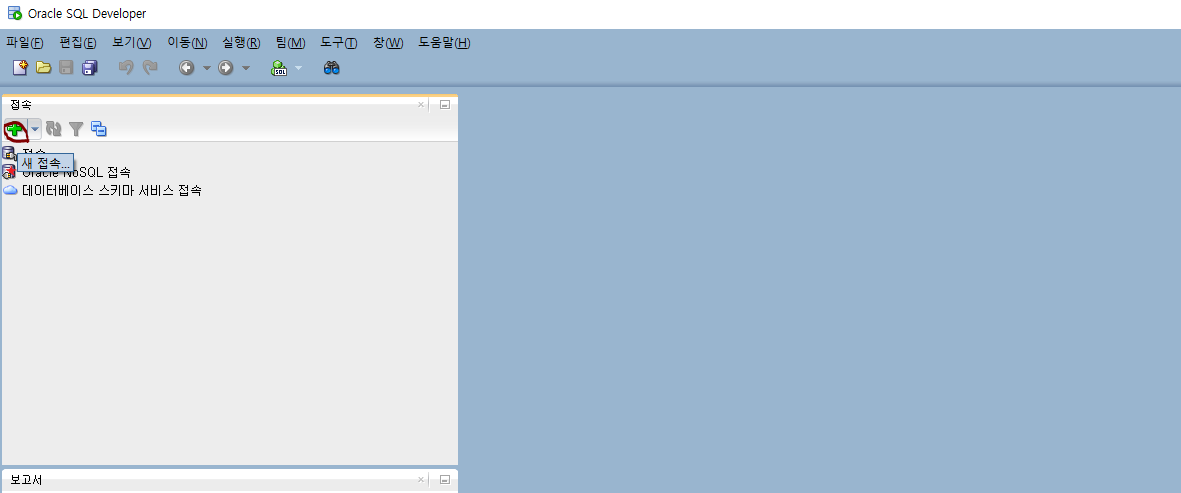 Oracle SQL Developer
파일(F) 편집(E) 보기(V) 이동(N) 실행(R) 팀(M) 도구(T) 창(W) 도움말(H)
SQL
접속
접속
새 접속...
Oracle NoSQL 접속
데이터베이스 스키마 서비스 접속
보고서